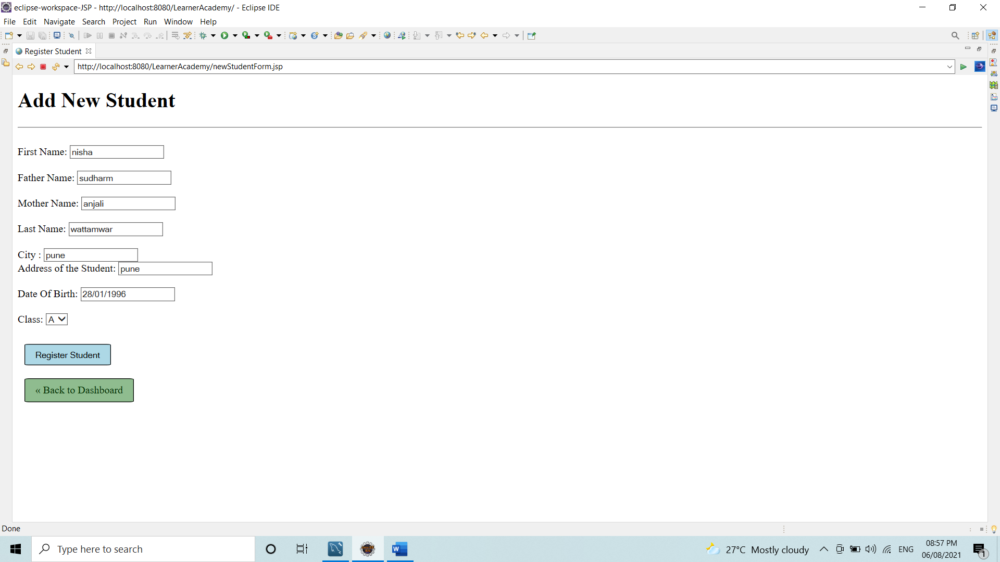 eclipse-workspace-JSP - http://localhost:8080/LearnerAcademy/ - Eclipse IDE
File Edit Navigate Search Project Run Window Help
Register Student
http://localhost:8080/LearnerAcademy/newStudentForm.jsp
Add New Student
First Name: nisha
Father Name: sudharm
Mother Name: anjali
Last Name: wattamwar
City : pune
Address of the Student: pune
Date Of Birth: 28/01/1996
Class: A
Register Student
« Back to Dashboard
Done
Type here to search
27°C Mostly cloudy
ENG
08:57 PM
06/08/2021
1